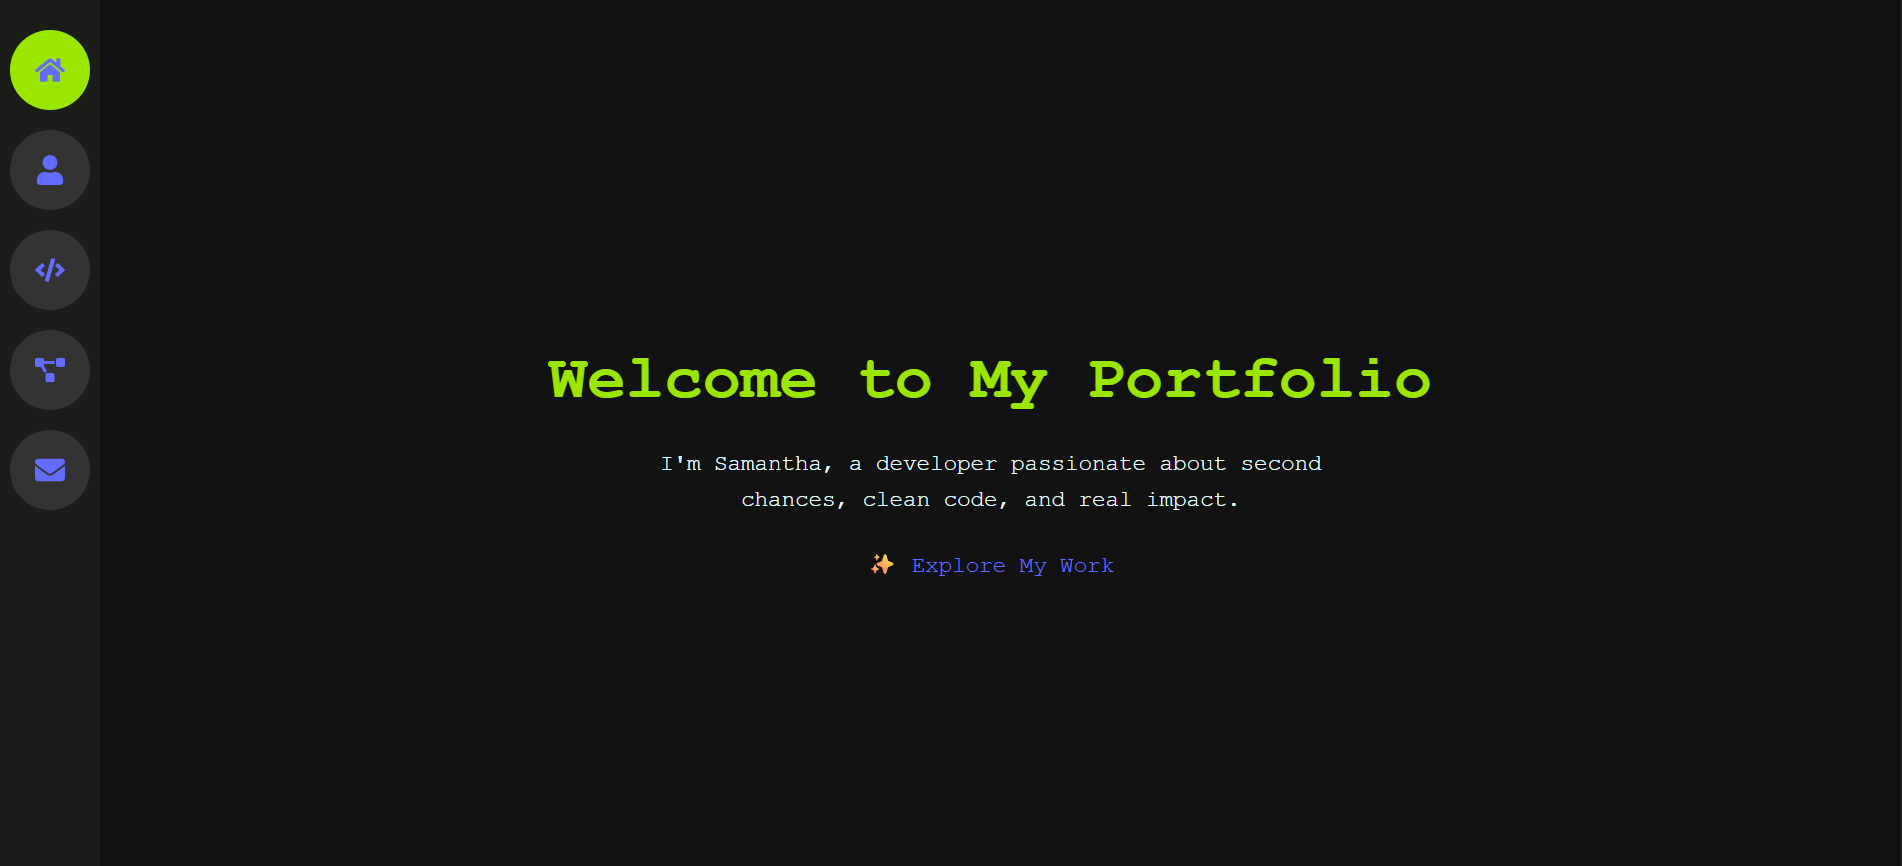 Welcome to My Portfolio
I'm Samantha, a developer passionate about second
chances, clean code, and real impact.
✨ Explore My Work